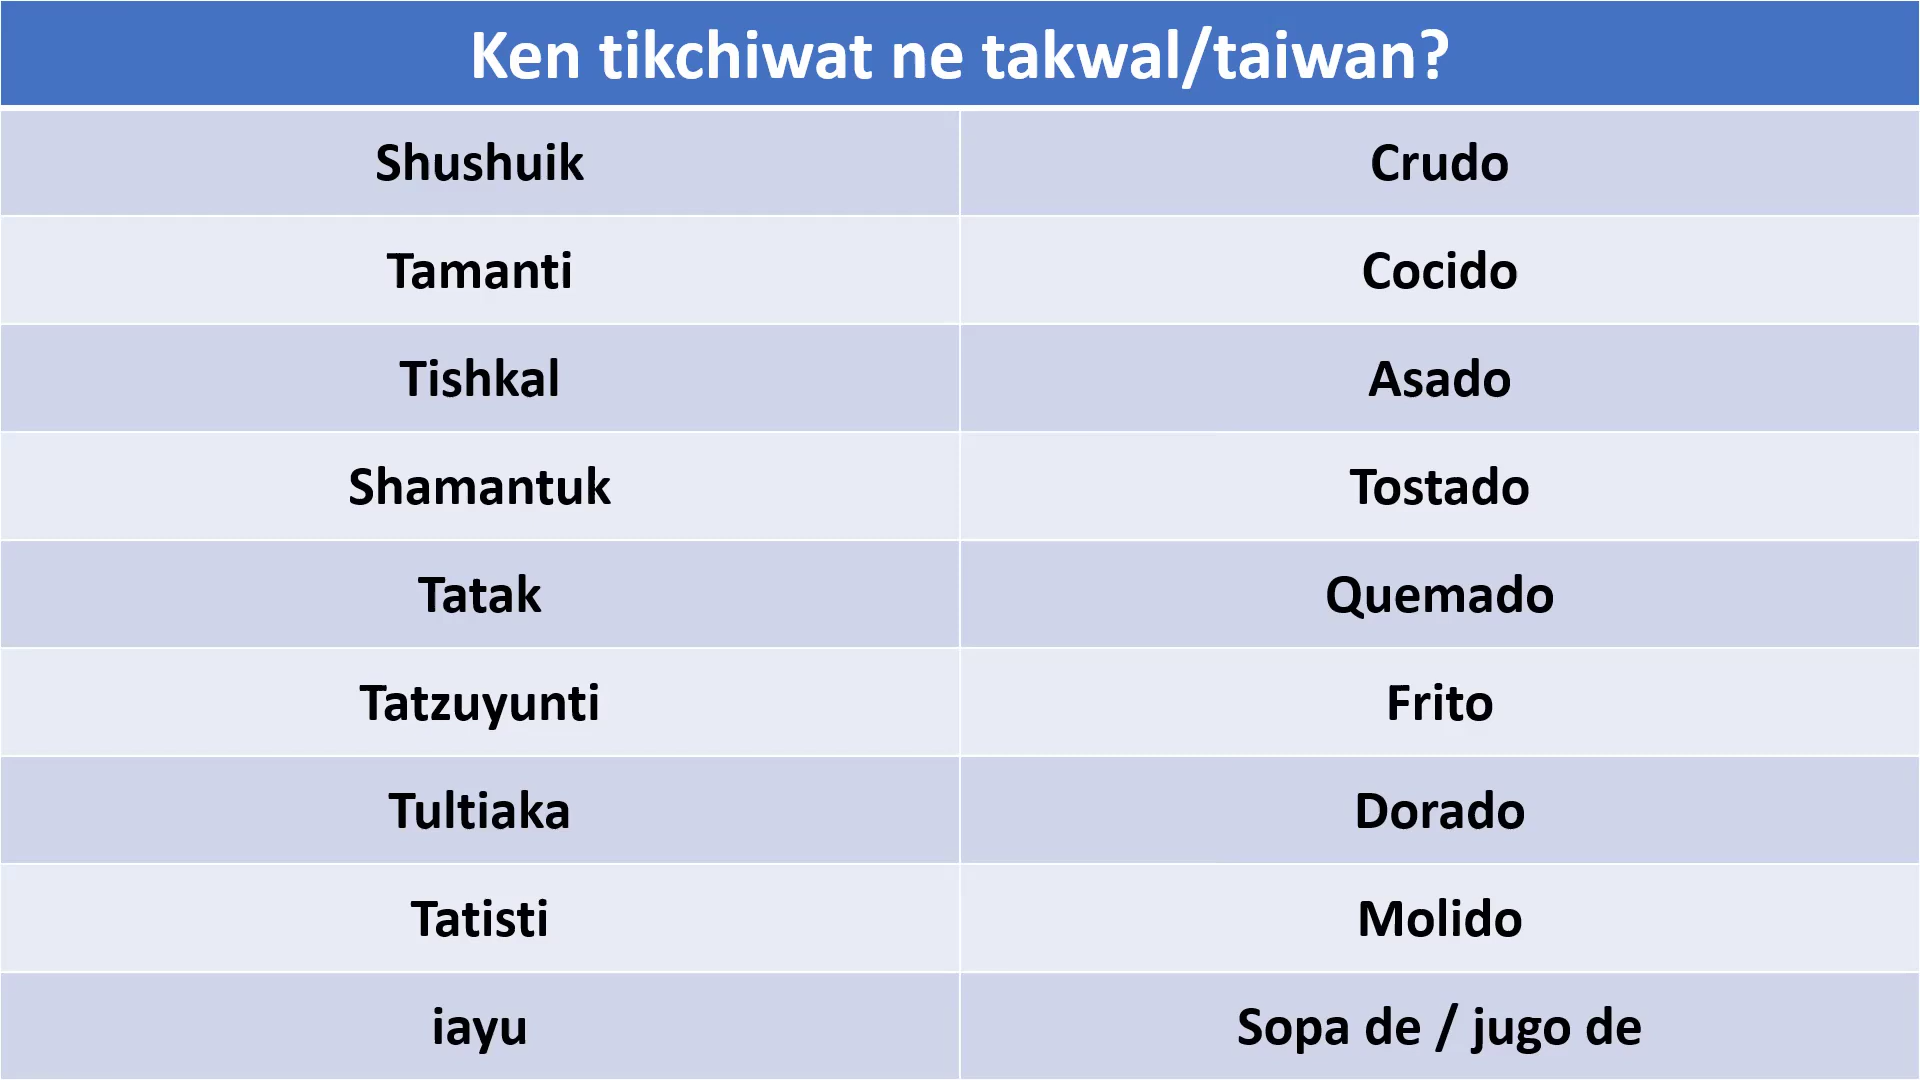 Ken tikchiwat ne takwal/taiwan?
Shushuik Crudo
Tamanti Cocido
Tishkal Asado
Shamantuk Tostado
Tatak Quemado
Tatzuyunti Frito
Tultiaka Dorado
Tatisti Molido
iayu Sopa de / jugo de